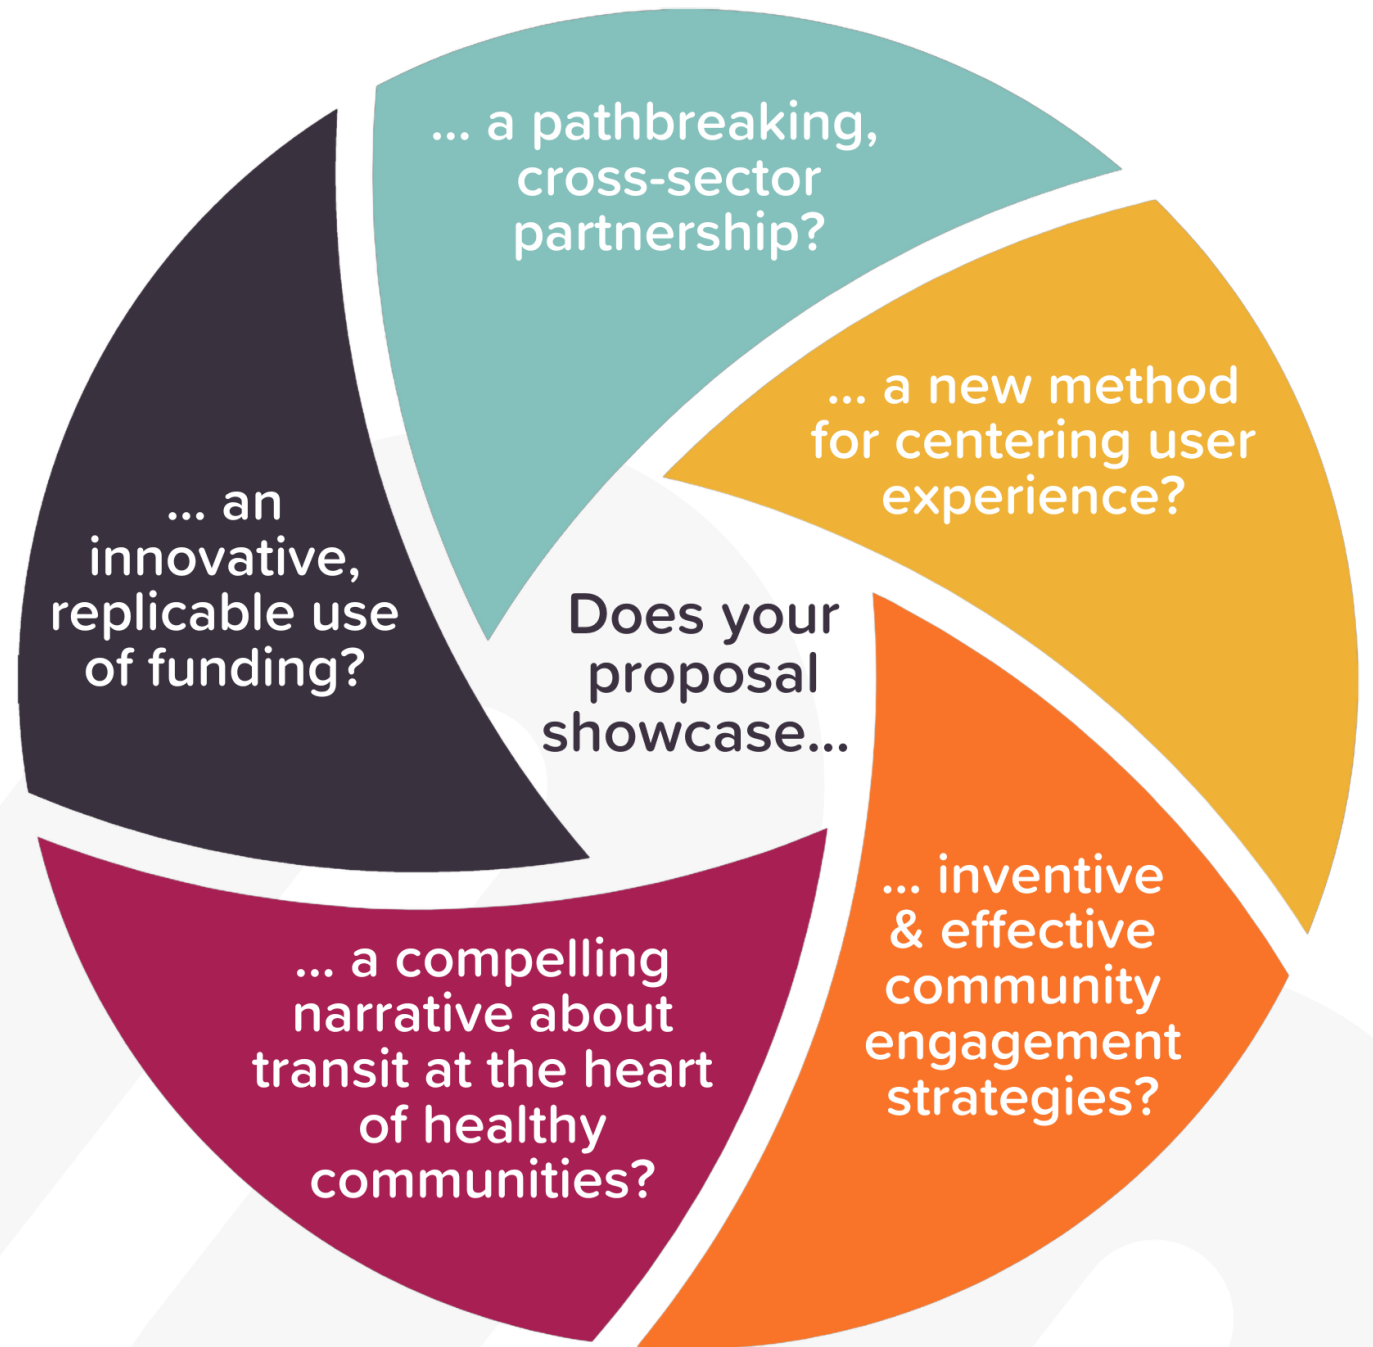 Does your
proposal
showcase...
... a pathbreaking,
cross-sector
partnership?
... a new method
for centering user
experience?
... inventive
& effective
community
engagement
strategies?
... a compelling
narrative about
transit at the heart
of healthy
communities?
... an
innovative,
replicable use
of funding?